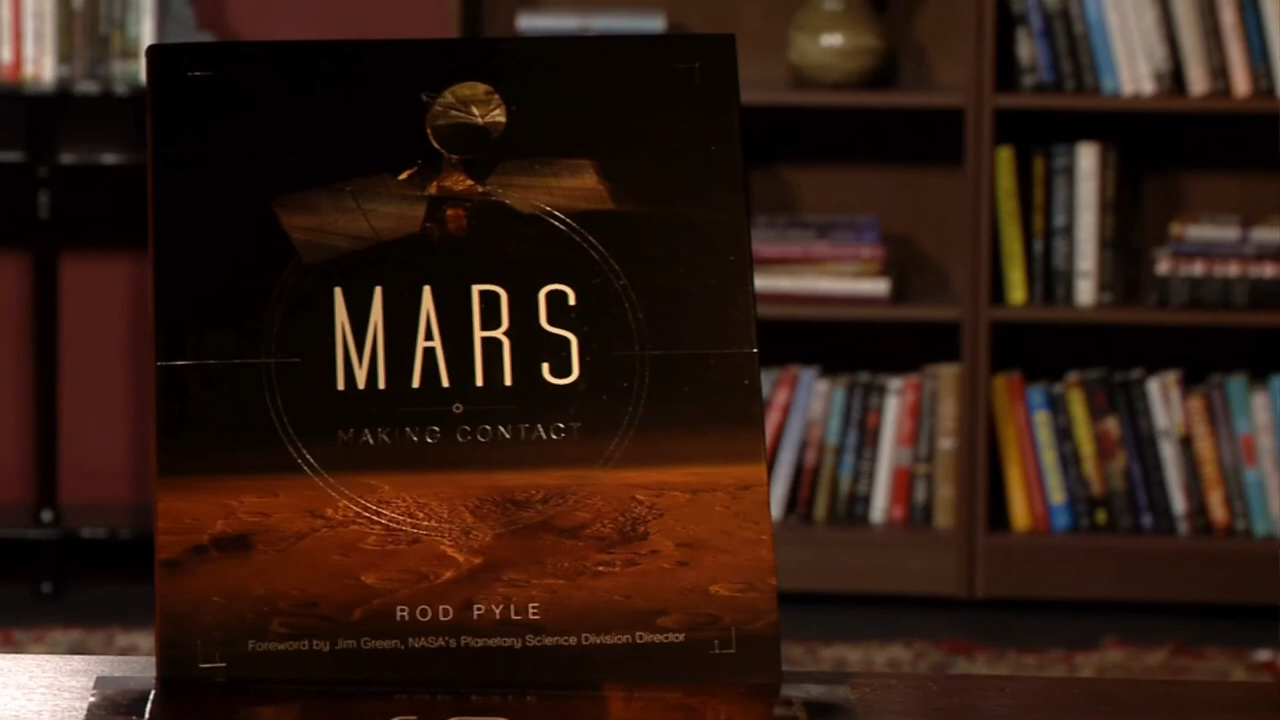 MARS
MAKING CONTACT
ROD PYLE
Foreword by Jim Green, NASA's Planetary Science Division Director